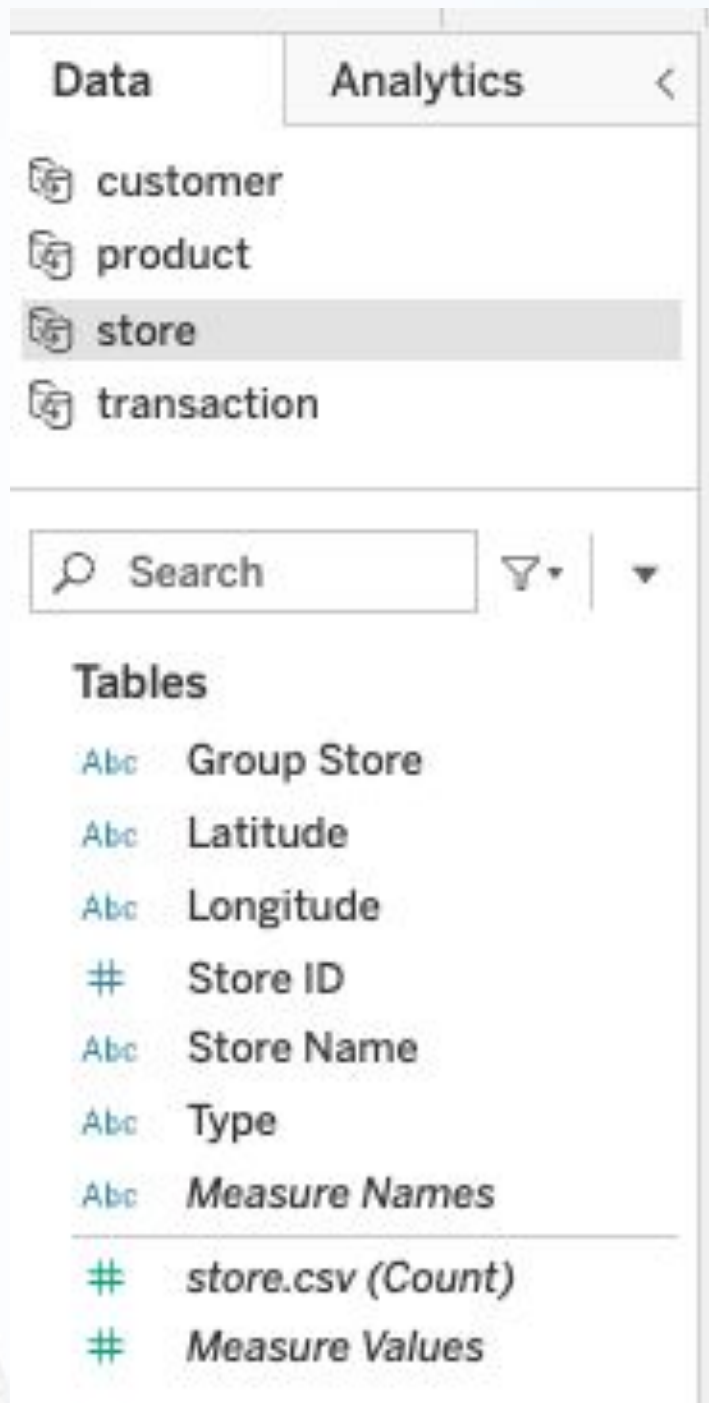 Data Analytics
customer
product
store
transaction
Search
Tables
Abc Group Store
Abc Latitude
Abc Longitude
# Store ID
Abc Store Name
Abc Type
Abc Measure Names
# store.csv (Count)
# Measure Values